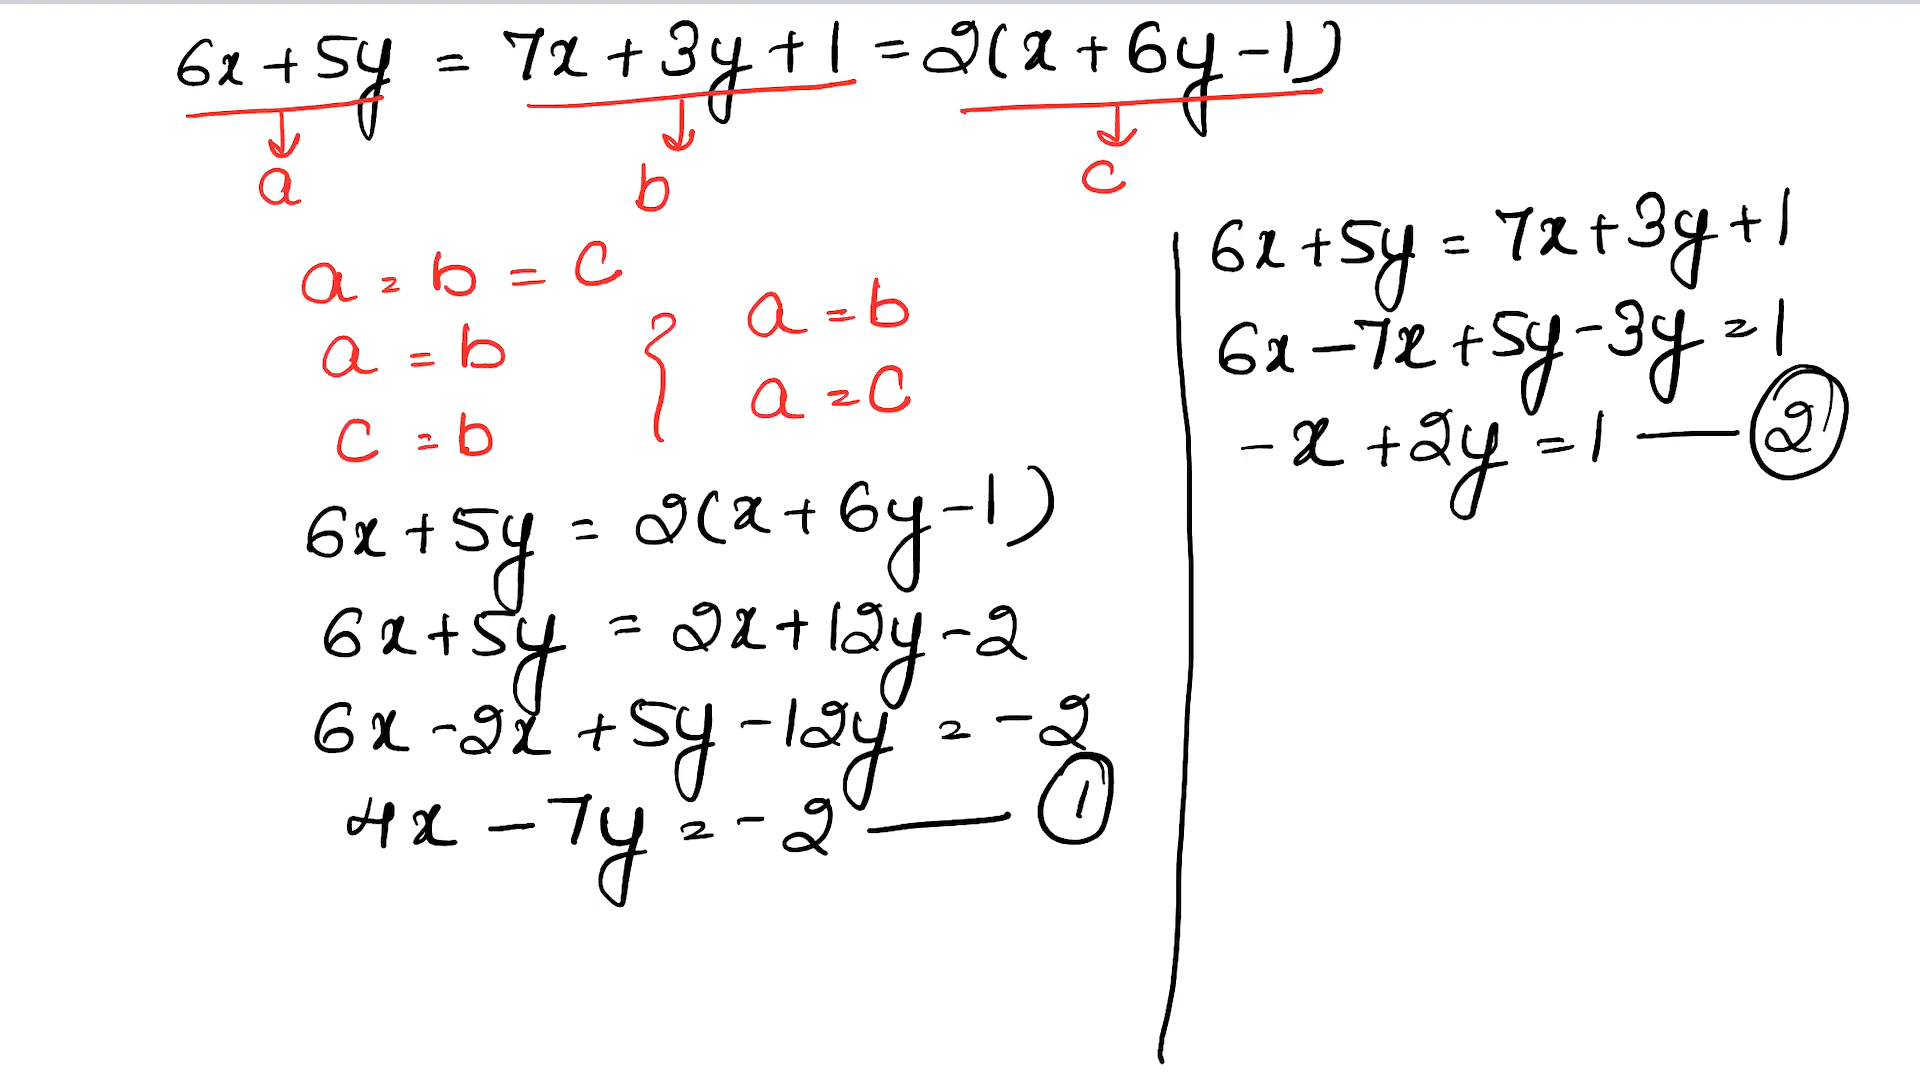 6x + 5y = 7x + 3y + 1 = 2(x + 6y - 1)
a b c
a = b = c
a = b
c = b
a = b
a = c
6x + 5y = 2(x + 6y - 1)
6x + 5y = 2x + 12y - 2
6x - 2x + 5y - 12y = -2
4x - 7y = -2 — ①
6x + 5y = 7x + 3y + 1
6x - 7x + 5y - 3y = 1
-x + 2y = 1 — ②